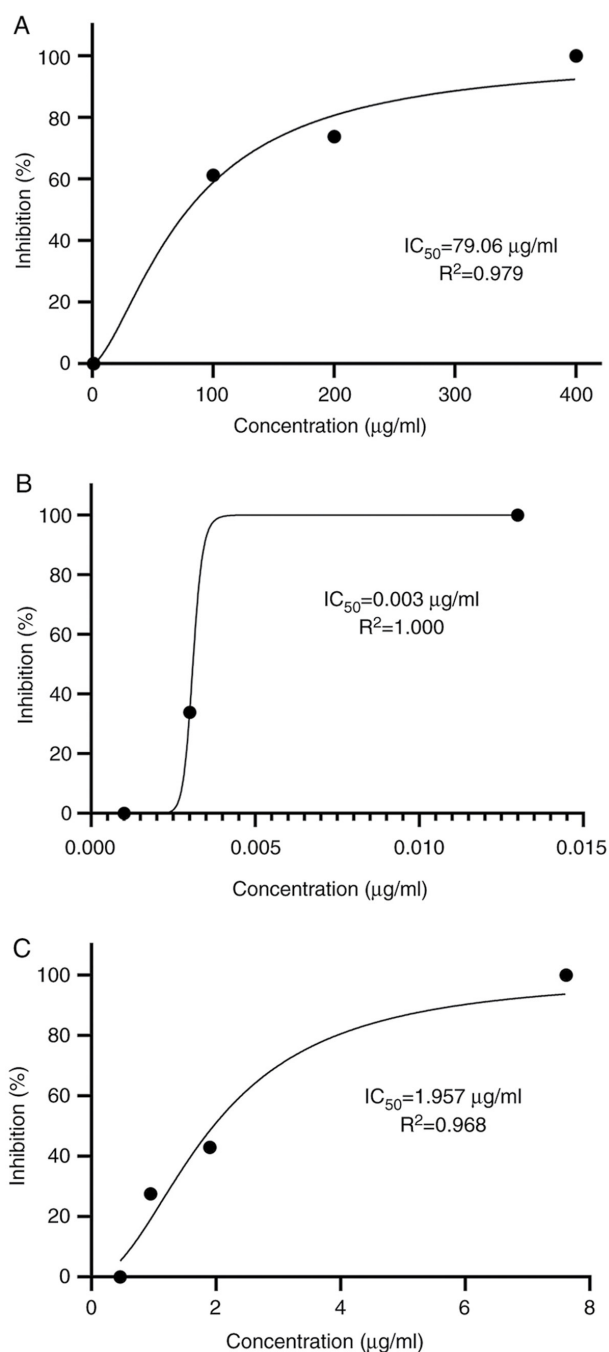 A
100
80
60
40
20
0
Inhibition (%)
IC50=79.06 μg/ml
R2=0.979
0 100 200 300 400
Concentration (μg/ml)
B
100
80
60
40
20
0
Inhibition (%)
IC50=0.003 μg/ml
R2=1.000
0.000 0.005 0.010 0.015
Concentration (μg/ml)
C
100
80
60
40
20
0
Inhibition (%)
IC50=1.957 μg/ml
R2=0.968
0 2 4 6 8
Concentration (μg/ml)